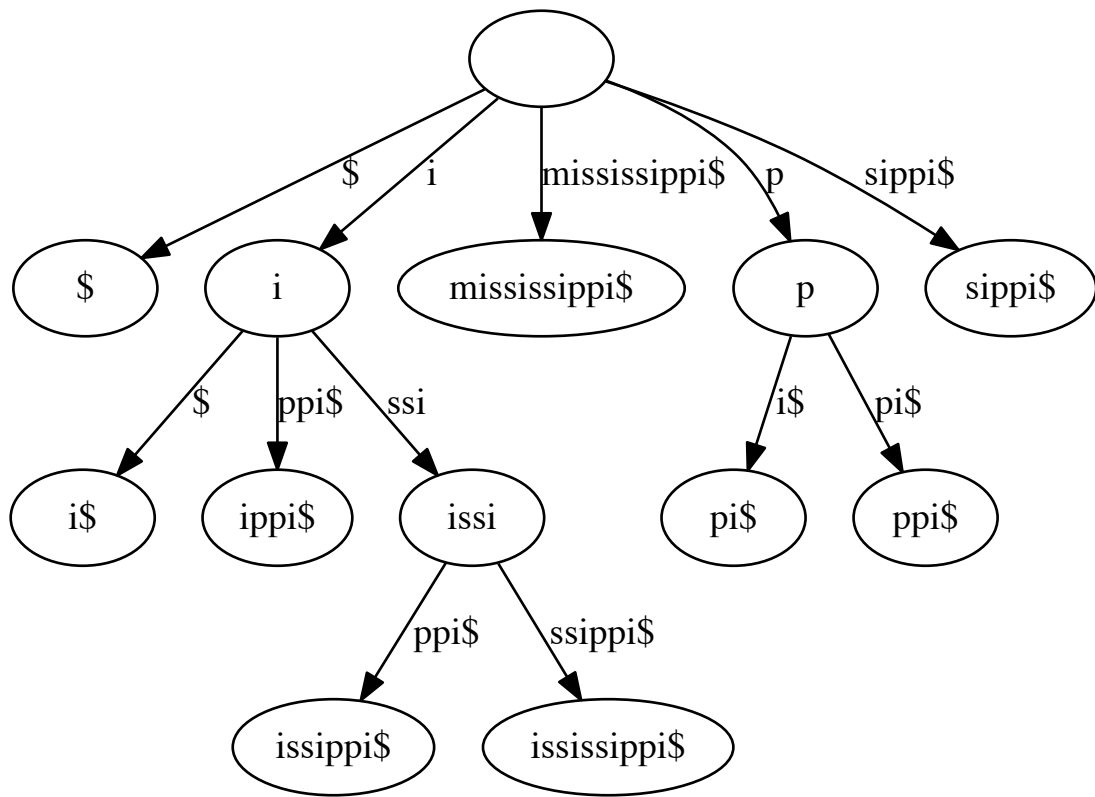 $ i mississippi$ p sippi$
$ i mississippi$ p sippi$
$ ppi$ ssi i$ pi$
i$ ippi$ issi pi$ ppi$
ppi$ ssippi$
issippi$ ississippi$